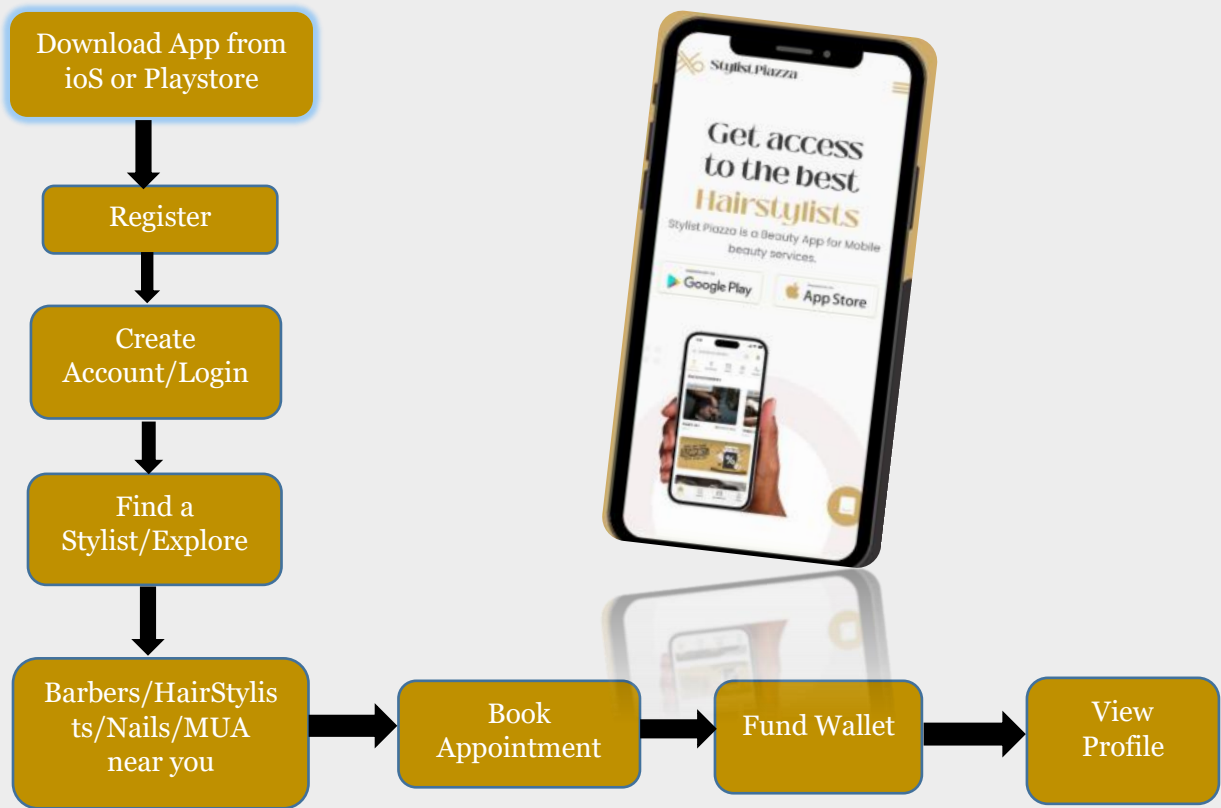 Download App from
ioS or Playstore
Register
Create
Account/Login
Find a
Stylist/Explore
Barbers/HairStylis
ts/Nails/MUA
near you
Book
Appointment
Fund Wallet
View
Profile
Stylist Piazza
Get access
to the best
Hairstylists
Stylist Piazza is a Beauty App for Mobile
beauty services.
Google Play
App Store